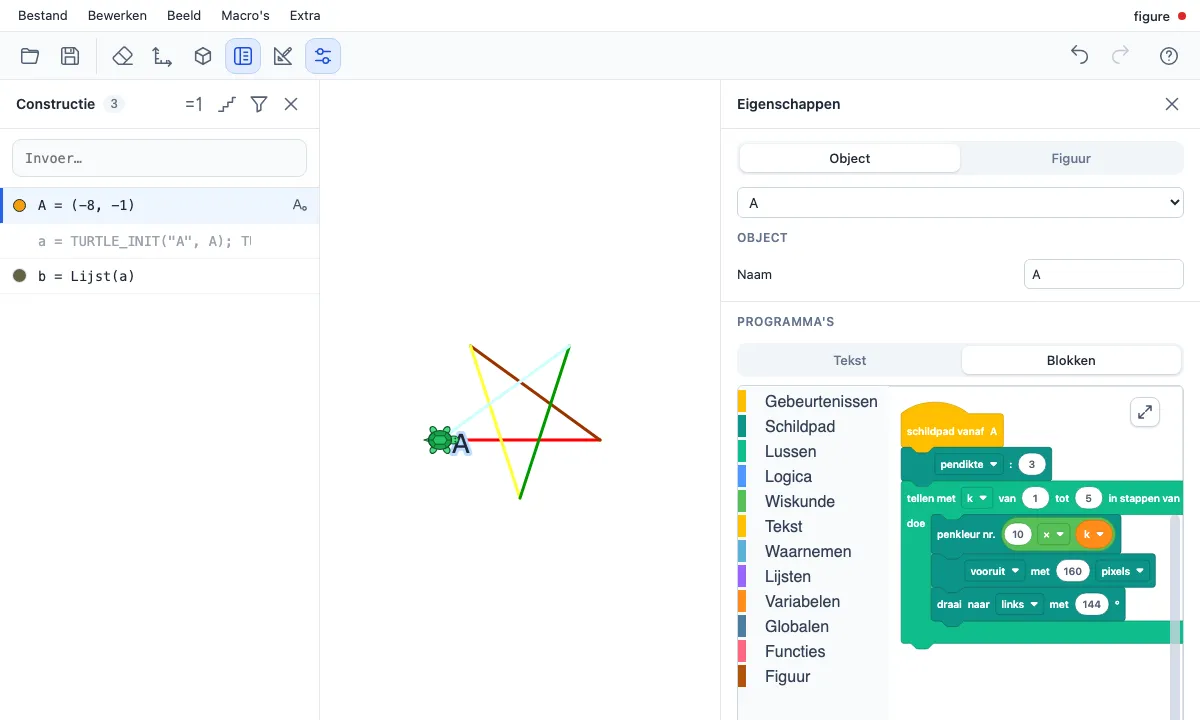 Bestand Bewerken Beeld Macro's Extra figure
Constructie 3 =1
Invoer…
A = (−8, −1)
a = TURTLE_INIT("A", A);
b = Lijst(a)
A
Eigenschappen
Object Figuur
A
OBJECT
Naam A
PROGRAMMA'S
Tekst Blokken
Gebeurtenissen
Schildpad
Lussen
Logica
Wiskunde
Tekst
Waarnemen
Lijsten
Variabelen
Globalen
Functies
Figuur
schildpad vanaf A
pendikte : 3
tellen met k van 1 tot 5 in stappen van
doe
penkleur nr. 10 × k
vooruit met 160 pixels
draai naar links met 144 °